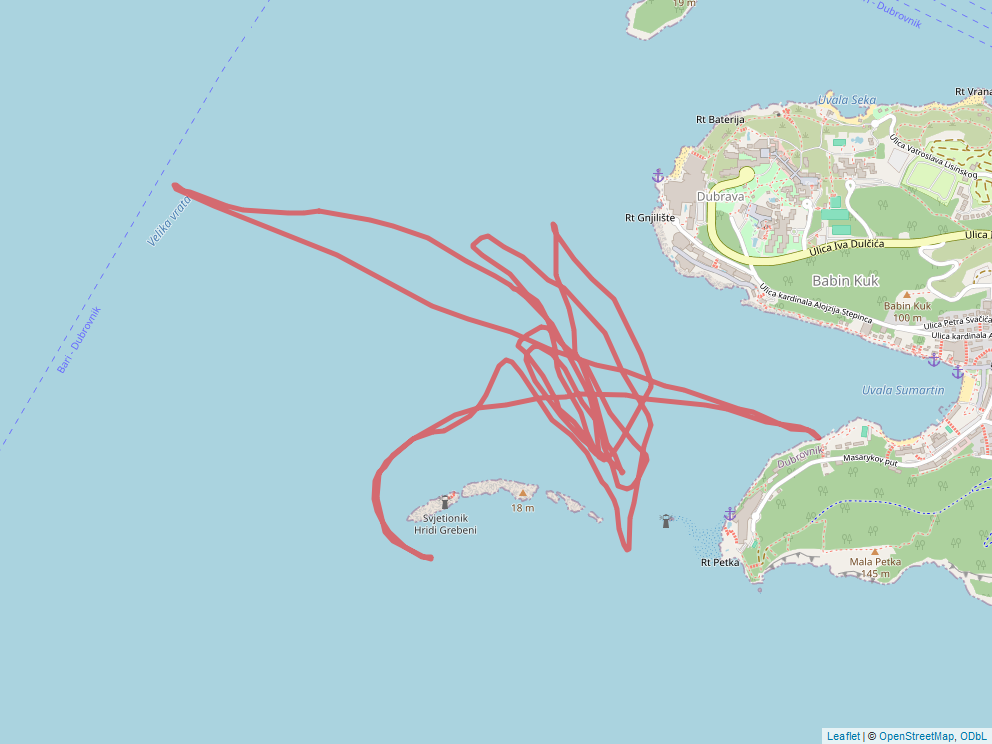 19 m
Bari - Dubrovnik
Uvala Seka
Rt Vrana
Rt Baterija
Ulica Vatroslava Lisinskog
Dubrava
Velika vrata
Rt Gnjilište
Ulica Iva Dulčića
Ulica I
Babin Kuk
Ulica kardinala Alojzija Stepinca
Babin Kuk
100 m
Ulica Petra Svačića
Ulica kardinala A
Bari - Dubrovnik
Uvala Sumartin
Dubrovnik
Masarykov put
18 m
Svjetionik
Hridi Grebeni
Rt Petka
Mala Petka
145 m
Leaflet | © OpenStreetMap, ODbL